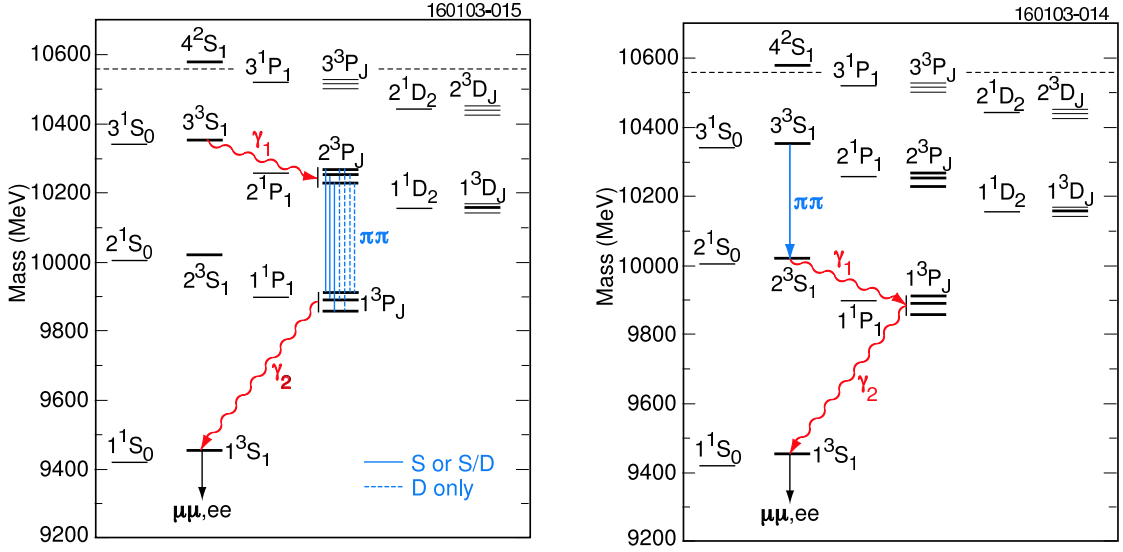 160103-015
Mass (MeV)
10600
10400
10200
10000
9800
9600
9400
9200
4²S₁
3¹P₁
3³P_J
2¹D₂
2³D_J
3¹S₀
3³S₁
γ₁
2³P_J
2¹P₁
1¹D₂
1³D_J
ππ
2¹S₀
2³S₁
1¹P₁
1³P_J
γ₂
1¹S₀
1³S₁
S or S/D
D only
μμ,ee
160103-014
Mass (MeV)
10600
10400
10200
10000
9800
9600
9400
9200
4²S₁
3¹P₁
3³P_J
2¹D₂
2³D_J
3¹S₀
3³S₁
2¹P₁
2³P_J
1¹D₂
1³D_J
ππ
2¹S₀
2³S₁
γ₁
1¹P₁
1³P_J
γ₂
1¹S₀
1³S₁
μμ,ee